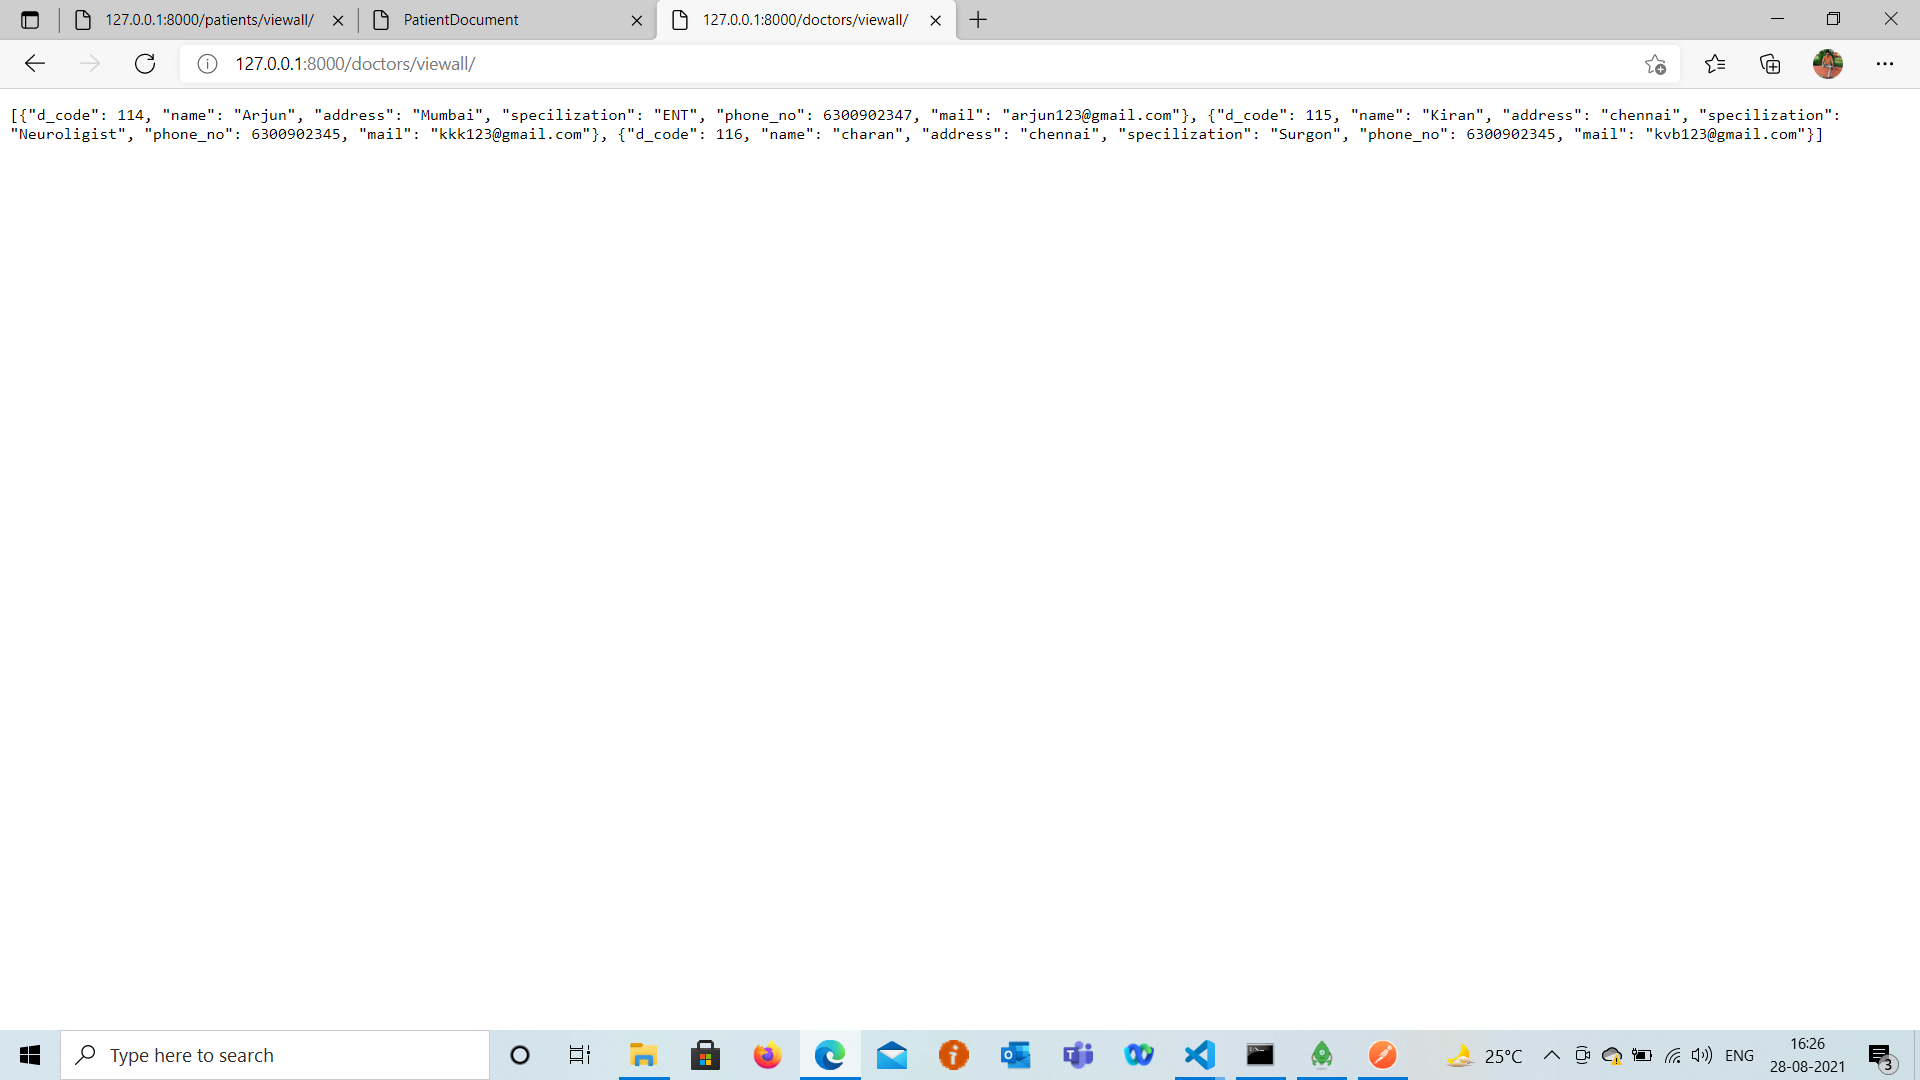 127.0.0.1:8000/patients/viewall/
PatientDocument
127.0.0.1:8000/doctors/viewall/
127.0.0.1:8000/doctors/viewall/
[{"d_code": 114, "name": "Arjun", "address": "Mumbai", "specilization": "ENT", "phone_no": 6300902347, "mail": "arjun123@gmail.com"}, {"d_code": 115, "name": "Kiran", "address": "chennai", "specilization":
"Neuroligist", "phone_no": 6300902345, "mail": "kkk123@gmail.com"}, {"d_code": 116, "name": "charan", "address": "chennai", "specilization": "Surgon", "phone_no": 6300902345, "mail": "kvb123@gmail.com"}]
Type here to search
25°C
ENG
16:26
28-08-2021
3